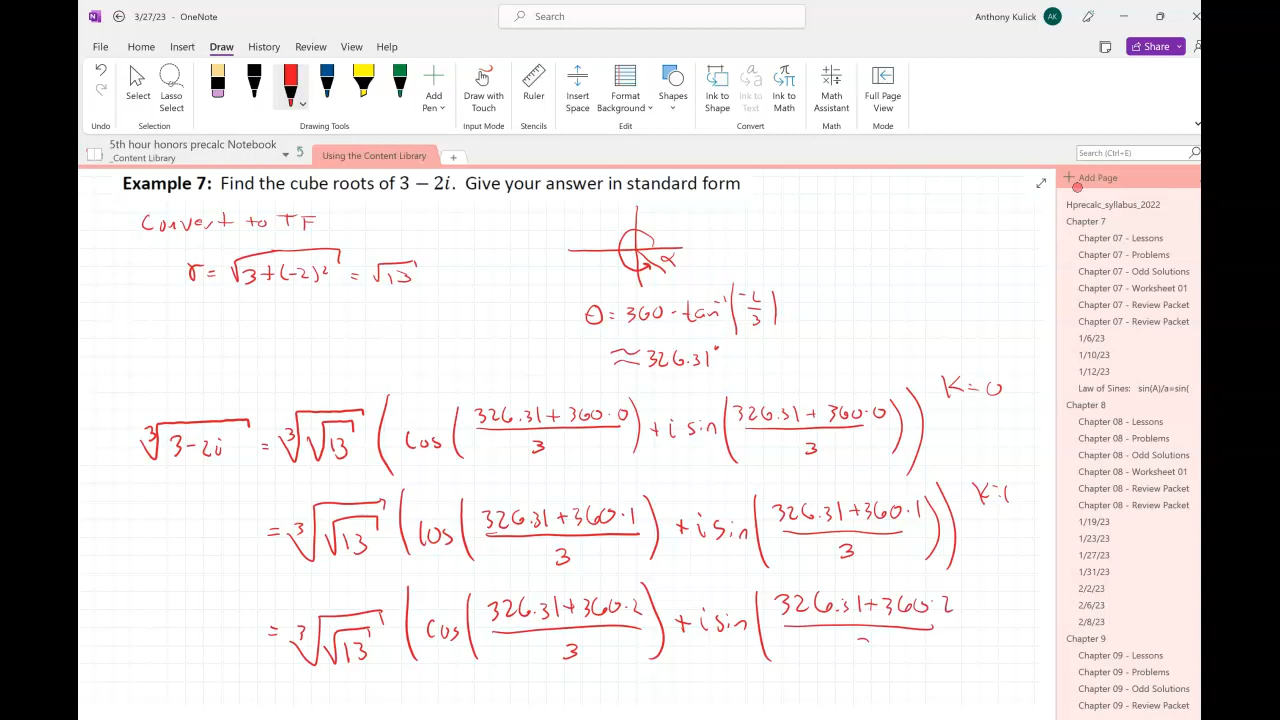 3/27/23 - OneNote
Search
Anthony Kulick
AK
File Home Insert Draw History Review View Help
Share
Undo
Select
Lasso Select
Selection
Drawing Tools
Add Pen
Draw with Touch
Input Mode
Ruler
Stencils
Insert Space
Format Background
Shapes
Edit
Ink to Shape
Ink to Text
Ink to Math
Convert
Math Assistant
Math
Full Page View
Mode
5th hour honors precalc Notebook
_Content Library
Using the Content Library
+
Search (Ctrl+E)
Example 7: Find the cube roots of 3 − 2i. Give your answer in standard form
Convert to TF
r = √(3+(-2)²) = √13
α
θ = 360 - tan⁻¹(-2/3)
≈ 326.31°
K=0
∛(3-2i) = ∛√13 (cos((326.31+360·0)/3) + i sin((326.31+360·0)/3))
K=1
= ∛√13 (cos((326.31+360·1)/3) + i sin((326.31+360·1)/3))
= ∛√13 (cos((326.31+360·2)/3) + i sin((326.31+360·2)
Add Page
Hprecalc_syllabus_2022
Chapter 7
Chapter 07 - Lessons
Chapter 07 - Problems
Chapter 07 - Odd Solutions
Chapter 07 - Worksheet 01
Chapter 07 - Review Packet
Chapter 07 - Review Packet
1/6/23
1/10/23
1/12/23
Law of Sines: sin(A)/a=sin(
Chapter 8
Chapter 08 - Lessons
Chapter 08 - Problems
Chapter 08 - Odd Solutions
Chapter 08 - Worksheet 01
Chapter 08 - Review Packet
Chapter 08 - Review Packet
1/19/23
1/23/23
1/27/23
1/31/23
2/2/23
2/6/23
2/8/23
Chapter 9
Chapter 09 - Lessons
Chapter 09 - Problems
Chapter 09 - Odd Solutions
Chapter 09 - Review Packet